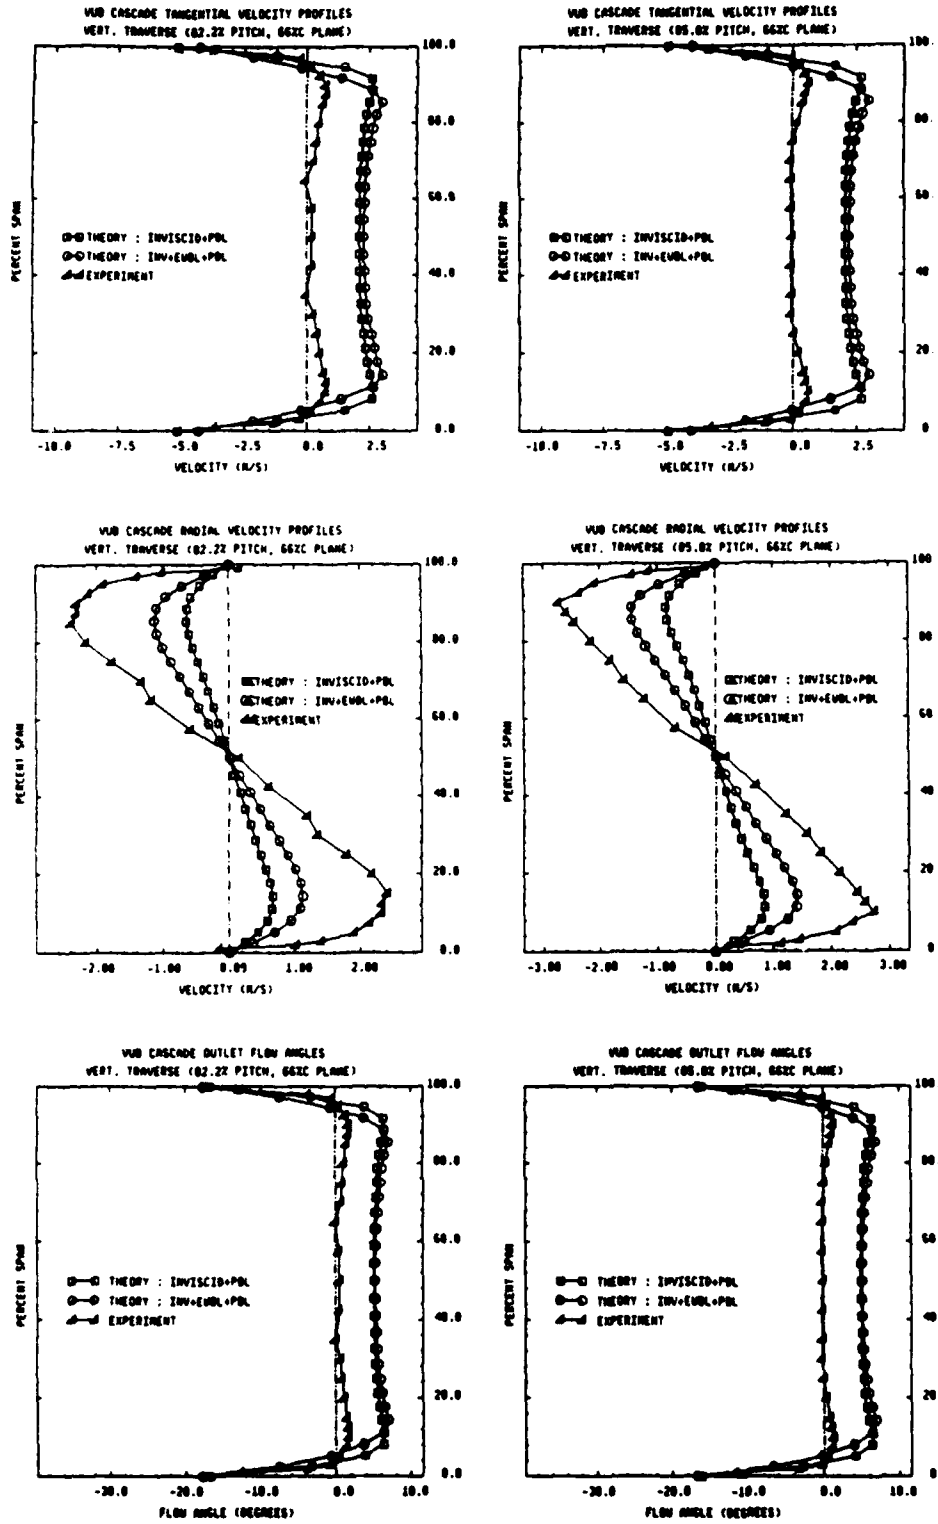 VUB CASCADE TANGENTIAL VELOCITY PROFILES
VERT. TRAVERSE (82.2% PITCH, 66%C PLANE)
100.0
80.0
60.0
40.0
20.0
0.0
PERCENT SPAN
THEORY : INVISCID+PBL
THEORY : INV+EWBL+PBL
EXPERIMENT
-10.0 -7.5 -5.0 -2.5 0.0 2.5
VELOCITY (M/S)
VUB CASCADE TANGENTIAL VELOCITY PROFILES
VERT. TRAVERSE (85.8% PITCH, 66%C PLANE)
100.0
80.
60.
40.
20.
0.
PERCENT SPAN
THEORY : INVISCID+PBL
THEORY : INV+EWBL+PBL
EXPERIMENT
-10.0 -7.5 -5.0 -2.5 0.0 2.5
VELOCITY (M/S)
VUB CASCADE RADIAL VELOCITY PROFILES
VERT. TRAVERSE (82.2% PITCH, 66%C PLANE)
100.0
80.0
60.0
40.0
20.0
0.0
PERCENT SPAN
THEORY : INVISCID+PBL
THEORY : INV+EWBL+PBL
EXPERIMENT
-2.00 -1.00 0.00 1.00 2.00
VELOCITY (M/S)
VUB CASCADE RADIAL VELOCITY PROFILES
VERT. TRAVERSE (85.8% PITCH, 66%C PLANE)
100
80
60
40
20
0
PERCENT SPAN
THEORY : INVISCID+PBL
THEORY : INV+EWBL+PBL
EXPERIMENT
-3.00 -2.00 -1.00 0.00 1.00 2.00 3.00
VELOCITY (M/S)
VUB CASCADE OUTLET FLOW ANGLES
VERT. TRAVERSE (82.2% PITCH, 66%C PLANE)
100.0
80.0
60.0
40.0
20.0
0.0
PERCENT SPAN
THEORY : INVISCID+PBL
THEORY : INV+EWBL+PBL
EXPERIMENT
-30.0 -20.0 -10.0 0.0 10.0
FLOW ANGLE (DEGREES)
VUB CASCADE OUTLET FLOW ANGLES
VERT. TRAVERSE (85.8% PITCH, 66%C PLANE)
100
80
60
40
20
0
PERCENT SPAN
THEORY : INVISCID+PBL
THEORY : INV+EWBL+PBL
EXPERIMENT
-30.0 -20.0 -10.0 0.0 10.0
FLOW ANGLE (DEGREES)